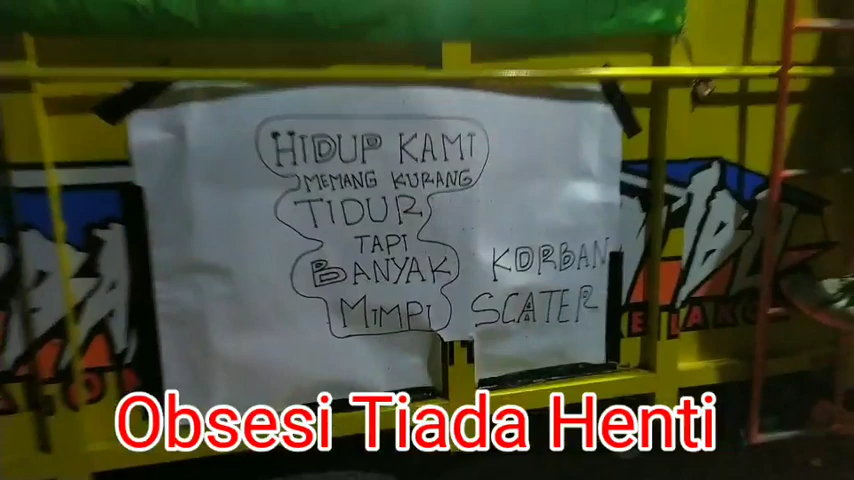 HIDUP KAMI
MEMANG KURANG
TIDUR
TAPI
BANYAK
MIMPI
KORBAN
SCATER
Obsesi Tiada Henti